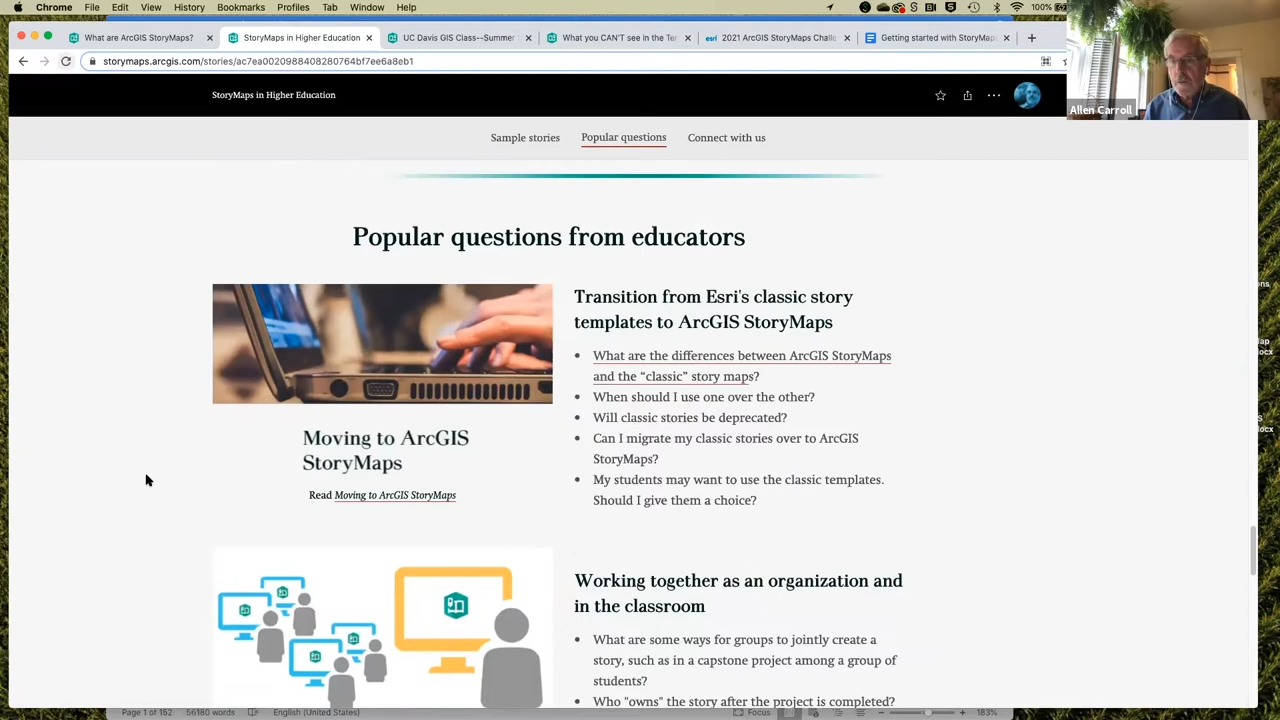 Chrome File Edit View History Bookmarks Profiles Tab Window Help 100%
What are ArcGIS StoryMaps? StoryMaps in Higher Education UC Davis GIS Class--Summer What you CAN'T see in the Ter esri 2021 ArcGIS StoryMaps Challe Getting started with StoryMaps
StoryMaps in Higher Education
Allen Carroll
Sample stories Popular questions Connect with us
Popular questions from educators
Transition from Esri's classic story
templates to ArcGIS StoryMaps
What are the differences between ArcGIS StoryMaps
and the “classic” story maps?
When should I use one over the other?
Will classic stories be deprecated?
Can I migrate my classic stories over to ArcGIS
StoryMaps?
My students may want to use the classic templates.
Should I give them a choice?
Moving to ArcGIS
StoryMaps
Read Moving to ArcGIS StoryMaps
Working together as an organization and
in the classroom
What are some ways for groups to jointly create a
story, such as in a capstone project among a group of
students?
Who "owns" the story after the project is completed?
Page 1 of 152 56180 words English (United States) Focus 183%